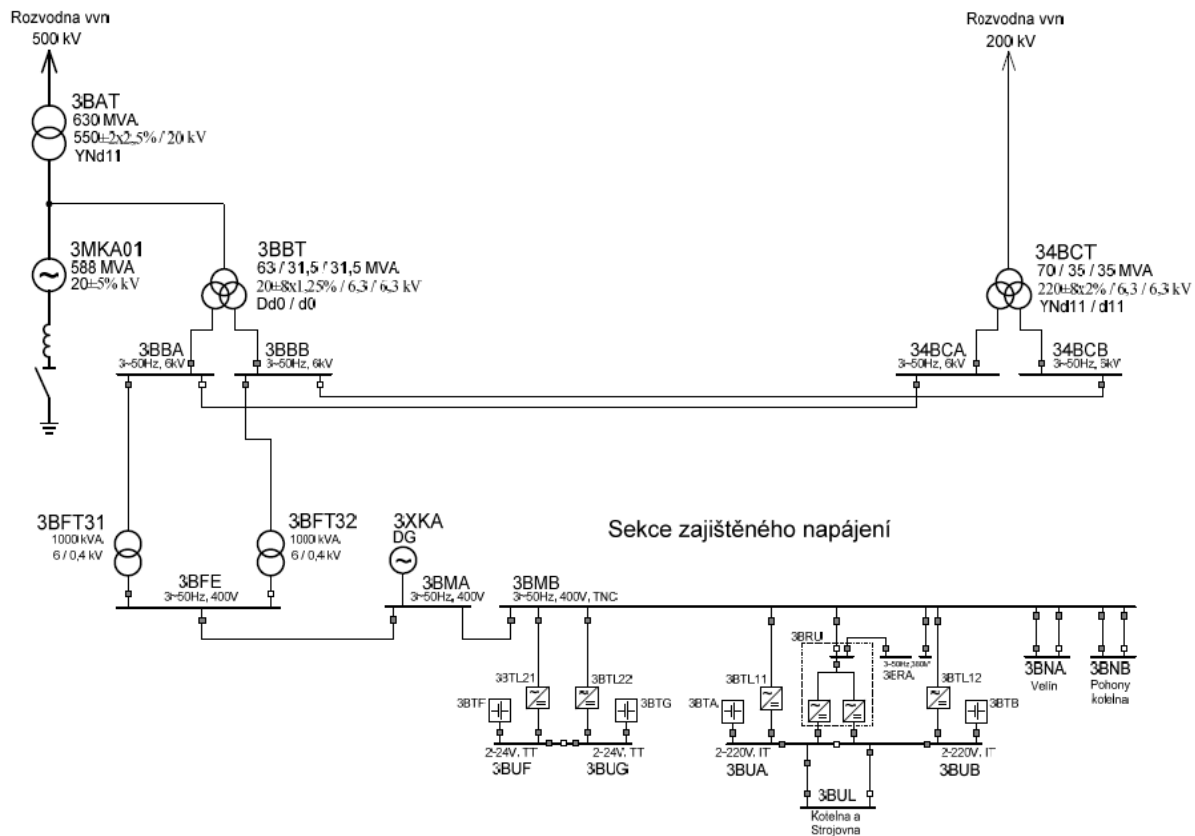 Rozvodna vvn
500 kV
Rozvodna vvn
200 kV
3BAT
630 MVA
550±2x2,5% / 20 kV
YNd11
3MKA01
588 MVA
20±5% kV
3BBT
63 / 31,5 / 31,5 MVA
20±8x1,25% / 6,3 / 6,3 kV
Dd0 / d0
34BCT
70 / 35 / 35 MVA
220±8x2% / 6,3 / 6,3 kV
YNd11 / d11
3BBA
3~50Hz, 6kV
3BBB
3~50Hz, 6kV
34BCA
3~50Hz, 6kV
34BCB
3~50Hz, 6kV
3BFT31
1000 kVA
6 / 0,4 kV
3BFT32
1000 kVA
6 / 0,4 kV
3XKA
DG
Sekce zajištěného napájení
3BFE
3~50Hz, 400V
3BMA
3~50Hz, 400V
3BMB
3~50Hz, 400V, TNC
3BRU
3~50Hz, 380V
3ERA
3BNA
Velín
3BNB
Pohony
kotelna
3BTL21
3BTL22
3BTL11
3BTL12
3BTF
3BTG
3BTA
3BTB
2-24V, TT
3BUF
2-24V, TT
3BUG
2-220V, IT
3BUA
2-220V, IT
3BUB
3BUL
Kotelna a
Strojovna